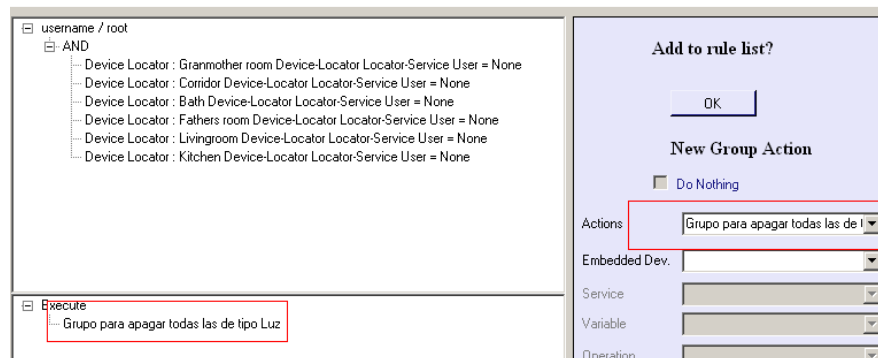 username / root
AND
Device Locator : Granmother room Device-Locator Locator-Service User = None
Device Locator : Corridor Device-Locator Locator-Service User = None
Device Locator : Bath Device-Locator Locator-Service User = None
Device Locator : Fathers room Device-Locator Locator-Service User = None
Device Locator : Livingroom Device-Locator Locator-Service User = None
Device Locator : Kitchen Device-Locator Locator-Service User = None
Execute
Grupo para apagar todas las de tipo Luz
Add to rule list?
OK
New Group Action
Do Nothing
Actions
Grupo para apagar todas las de
Embedded Dev.
Service
Variable
Operation